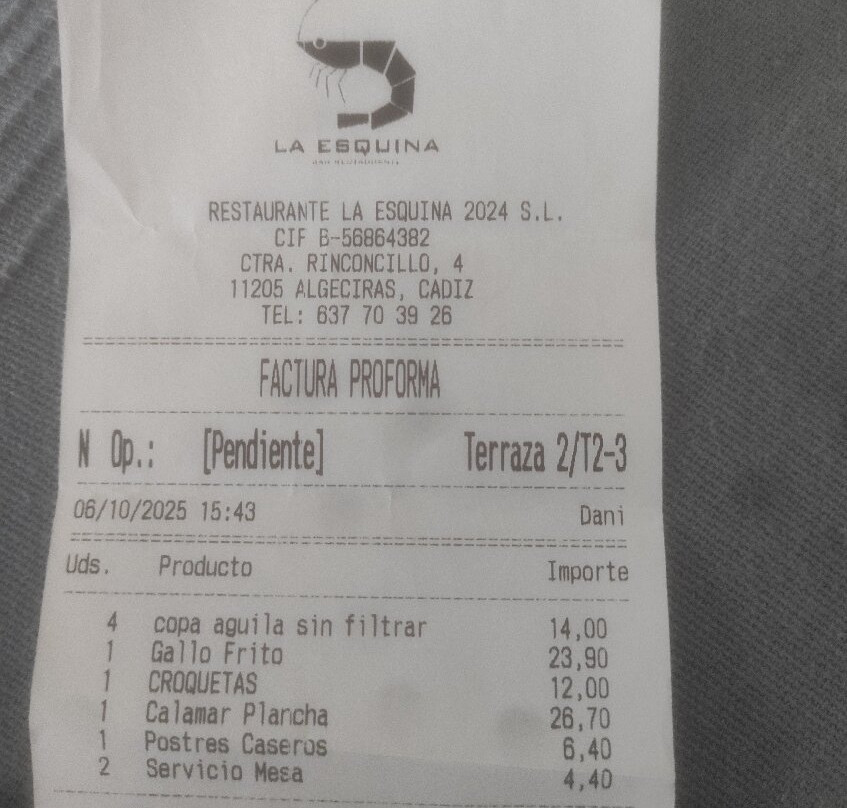 LA ESQUINA
BAR RESTAURANTE
RESTAURANTE LA ESQUINA 2024 S.L.
CIF B-56864382
CTRA. RINCONCILLO, 4
11205 ALGECIRAS, CADIZ
TEL: 637 70 39 26
FACTURA PROFORMA
N Op.: [Pendiente] Terraza 2/T2-3
06/10/2025 15:43 Dani
Uds. Producto Importe
4 copa aguila sin filtrar 14,00
1 Gallo Frito 23,90
1 CROQUETAS 12,00
1 Calamar Plancha 26,70
1 Postres Caseros 6,40
2 Servicio Mesa 4,40